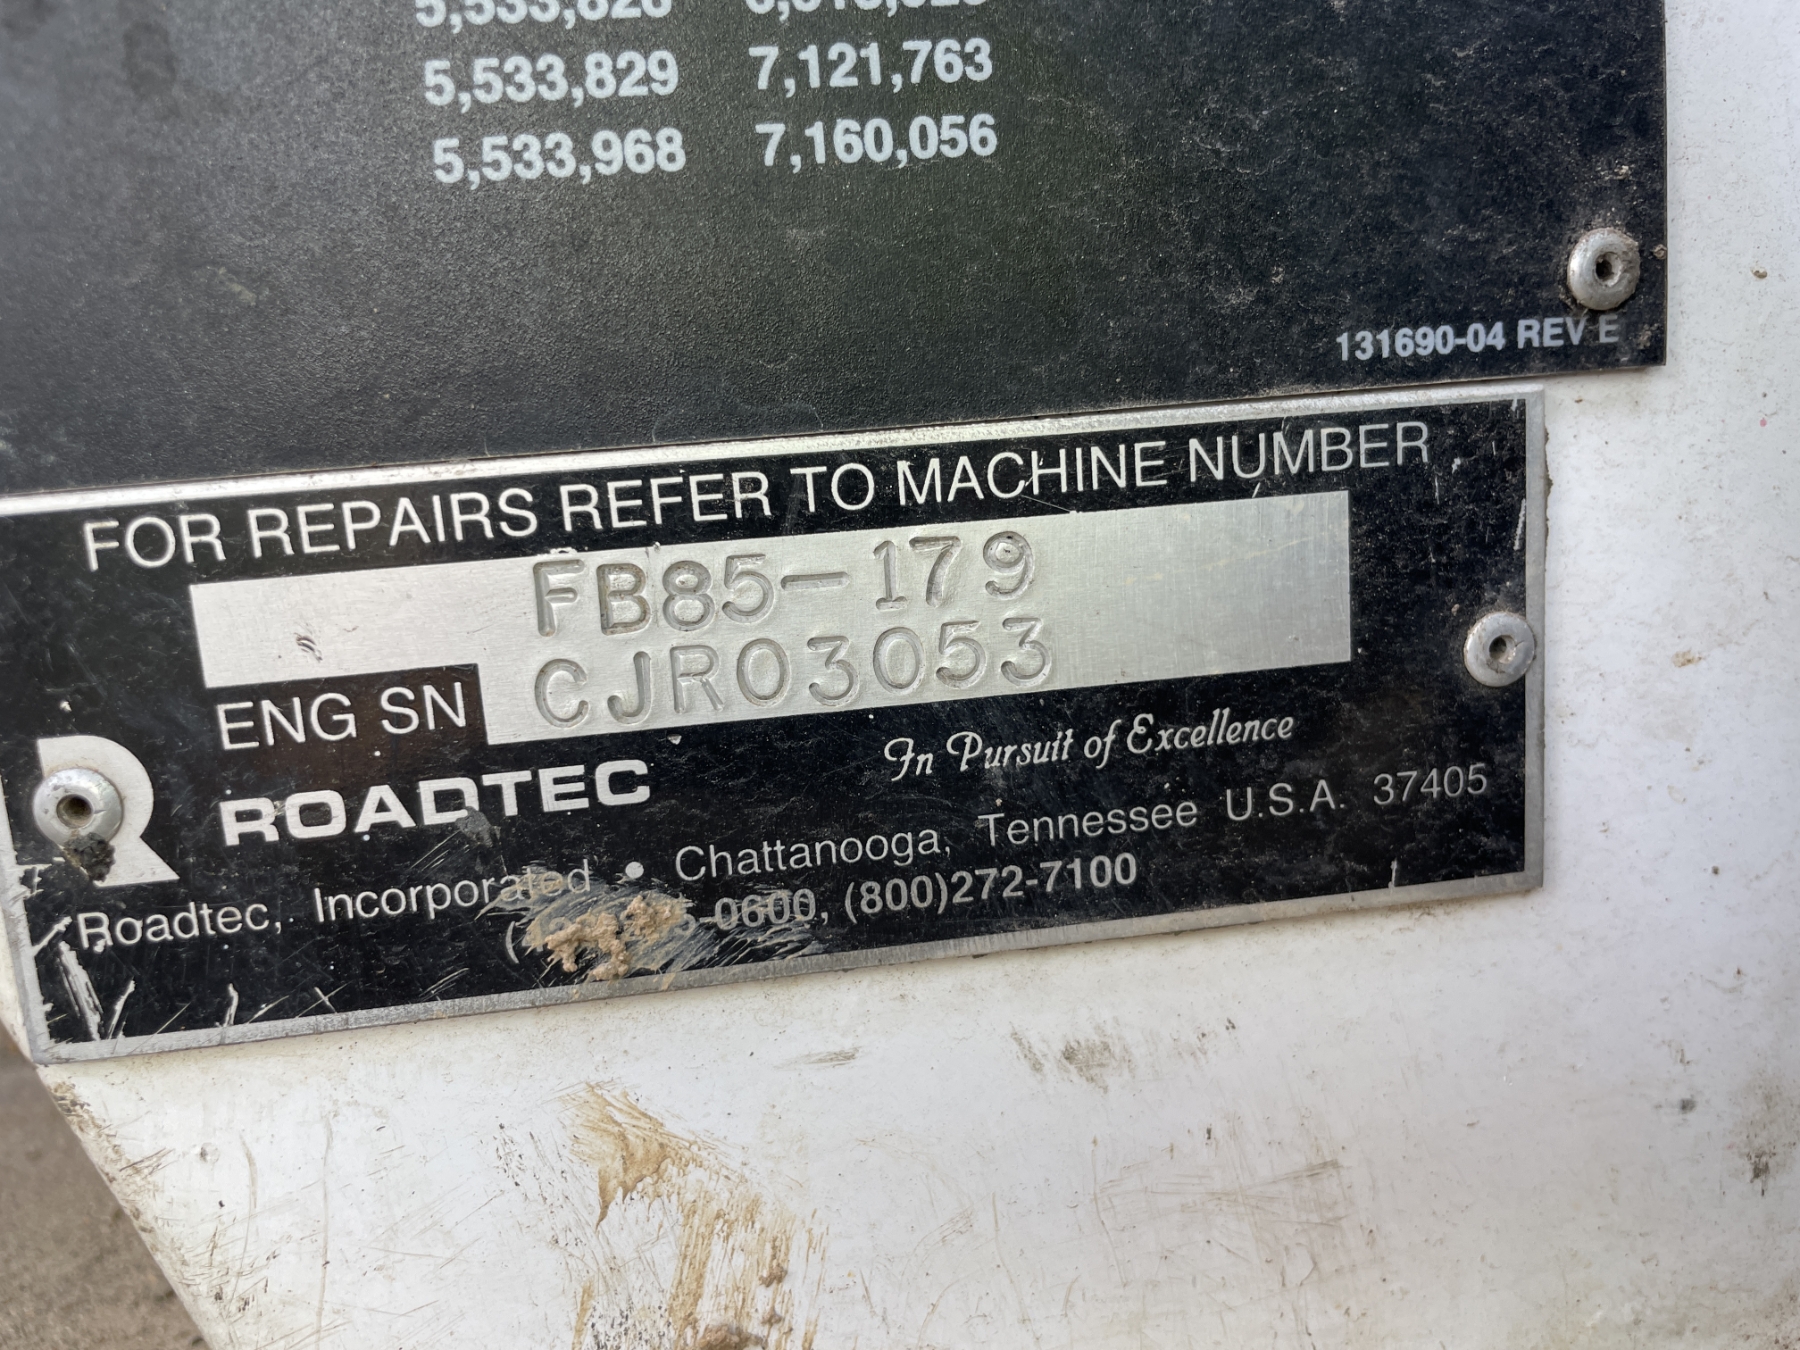 5,533,829 7,121,763
5,533,968 7,160,056
131690-04 REV E
FOR REPAIRS REFER TO MACHINE NUMBER
FB85-179
ENG SN CJR03053
ROADTEC In Pursuit of Excellence
Roadtec, Incorporated • Chattanooga, Tennessee U.S.A. 37405
-0600, (800)272-7100